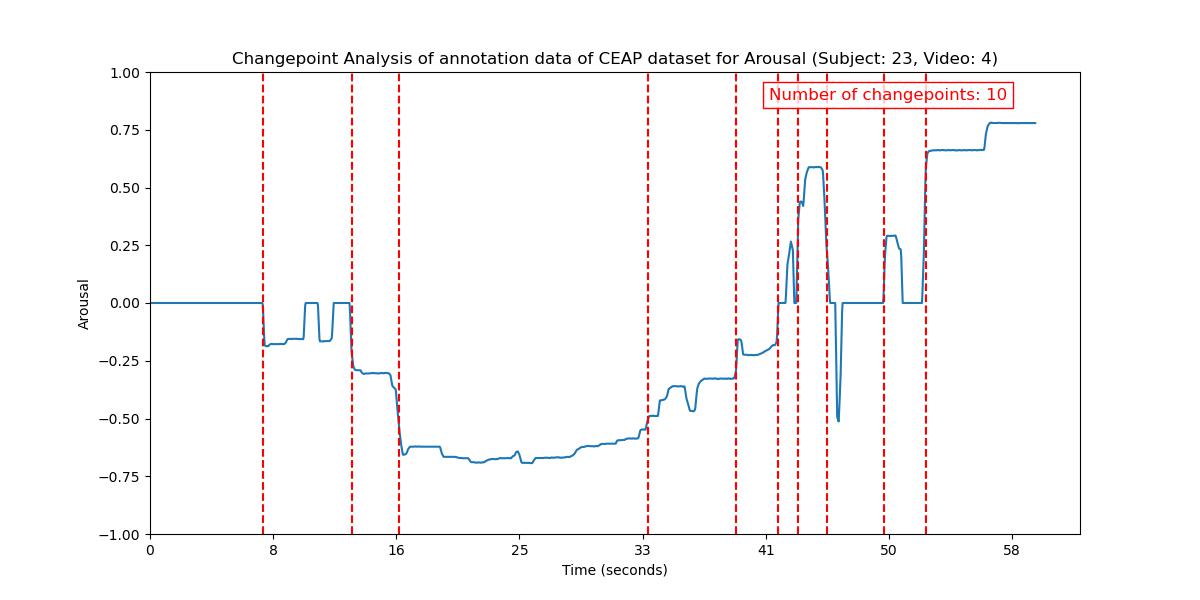 Changepoint Analysis of annotation data of CEAP dataset for Arousal (Subject: 23, Video: 4)
Number of changepoints: 10
1.00
0.75
0.50
0.25
0.00
−0.25
−0.50
−0.75
−1.00
Arousal
0 8 16 25 33 41 50 58
Time (seconds)